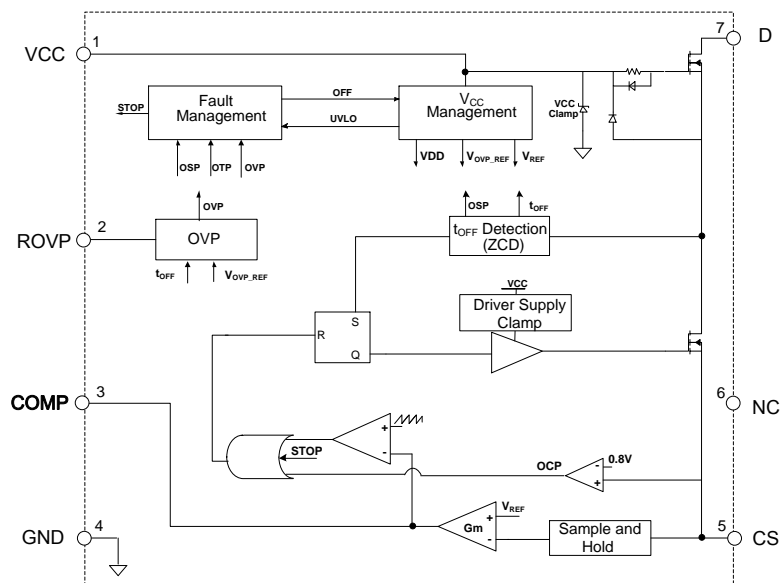 VCC
1
7
D
Fault
Management
STOP
OFF
UVLO
VCC
Management
VCC
Clamp
OSP
OTP
OVP
VDD
VOVP_REF
VREF
OVP
OSP
tOFF
ROVP
2
OVP
tOFF Detection
(ZCD)
tOFF
VOVP_REF
VCC
Driver Supply
Clamp
S
R
Q
COMP
3
6
NC
+
-
STOP
OCP
-
+
0.8V
VREF
+
Gm
-
Sample and
Hold
GND
4
5
CS